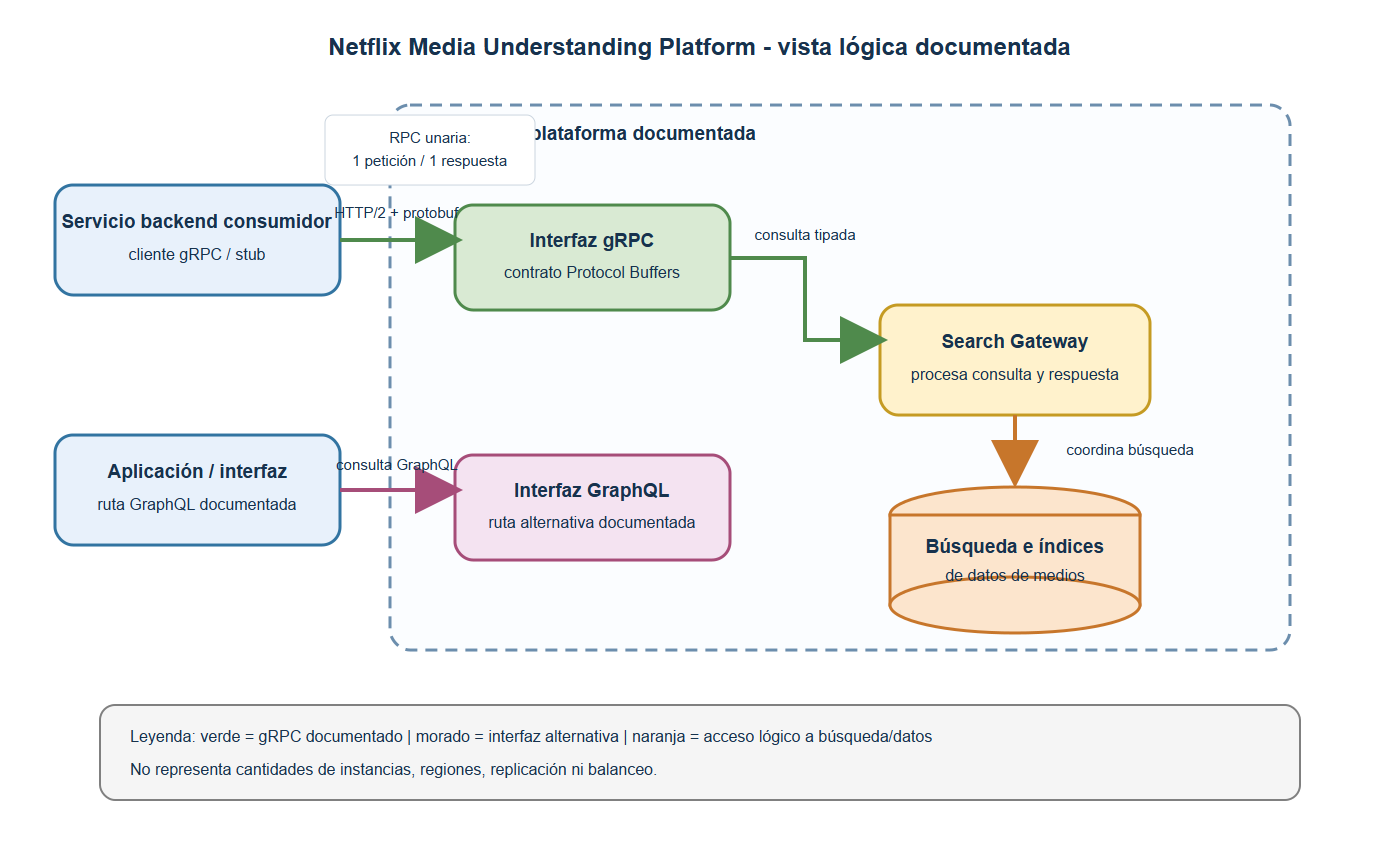 Netflix Media Understanding Platform - vista lógica documentada
RPC unaria:
1 petición / 1 respuesta
plataforma documentada
Servicio backend consumidor
cliente gRPC / stub
HTTP/2 + protobuf
Interfaz gRPC
contrato Protocol Buffers
consulta tipada
Search Gateway
procesa consulta y respuesta
coordina búsqueda
Aplicación / interfaz
ruta GraphQL documentada
consulta GraphQL
Interfaz GraphQL
ruta alternativa documentada
Búsqueda e índices
de datos de medios
Leyenda: verde = gRPC documentado | morado = interfaz alternativa | naranja = acceso lógico a búsqueda/datos
No representa cantidades de instancias, regiones, replicación ni balanceo.